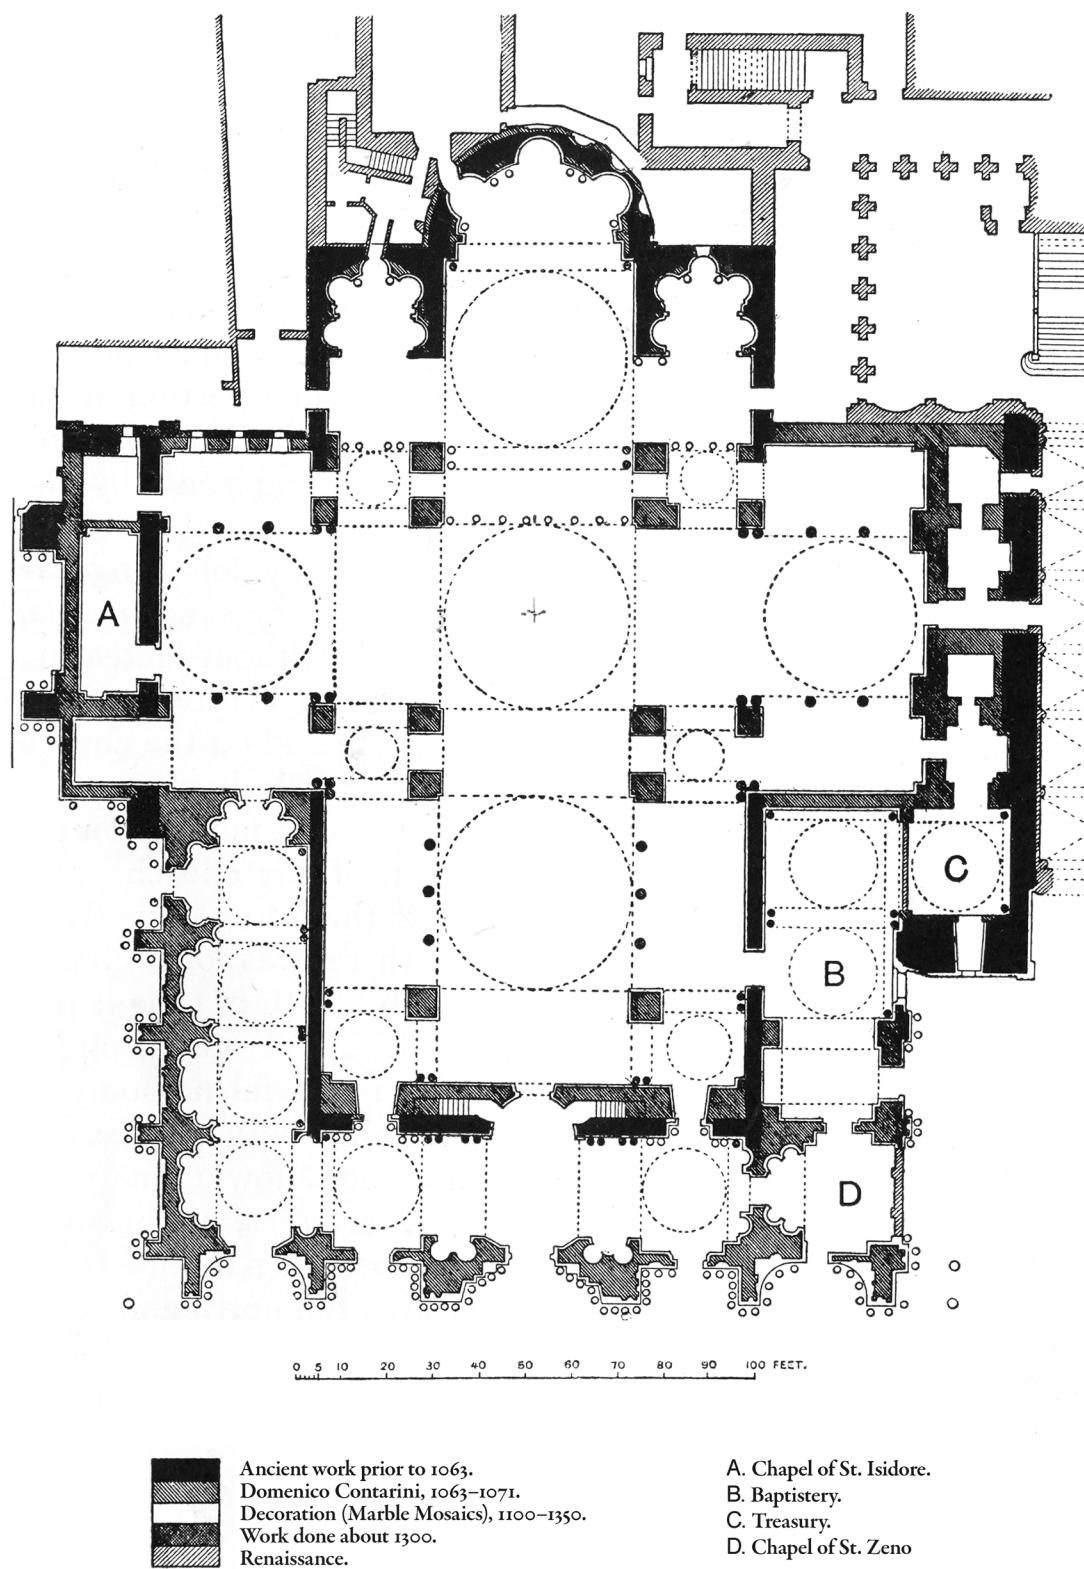 A
C
B
D
0 5 10 20 30 40 50 60 70 80 90 100 FEET.
Ancient work prior to 1063.
Domenico Contarini, 1063–1071.
Decoration (Marble Mosaics), 1100–1350.
Work done about 1300.
Renaissance.
A. Chapel of St. Isidore.
B. Baptistery.
C. Treasury.
D. Chapel of St. Zeno